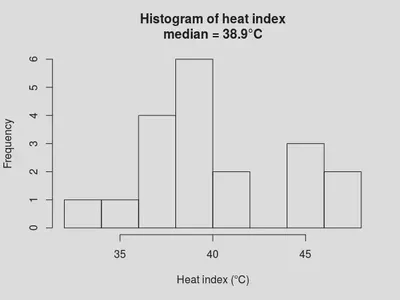 Histogram of heat index
median = 38.9°C
Frequency
6
5
4
3
2
1
0
35 40 45
Heat index (°C)